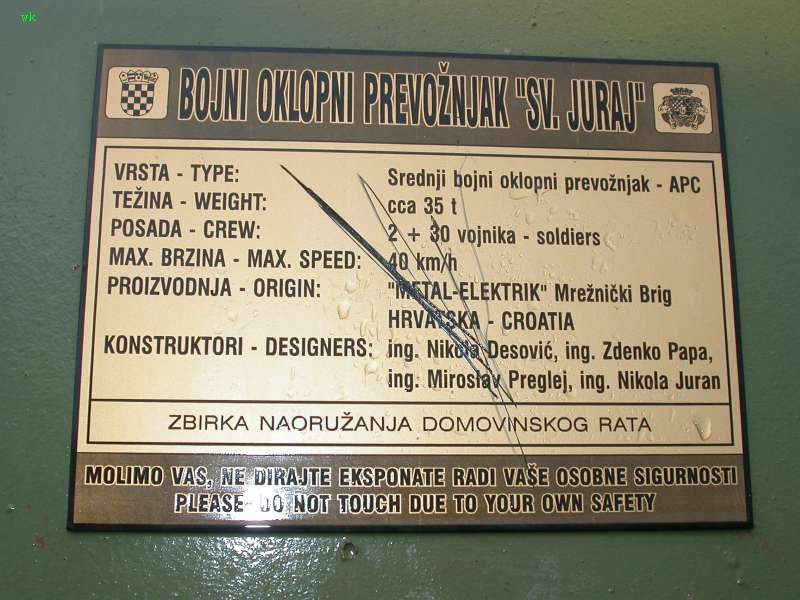 vk
BOJNI OKLOPNI PREVOŽNJAK "SV. JURAJ"
VRSTA - TYPE: Srednji bojni oklopni prevožnjak - APC
TEŽINA - WEIGHT: cca 35 t
POSADA - CREW: 2 + 30 vojnika - soldiers
MAX. BRZINA - MAX. SPEED: 40 km/h
PROIZVODNJA - ORIGIN: "METAL-ELEKTRIK" Mrežnički Brig
HRVATSKA - CROATIA
KONSTRUKTORI - DESIGNERS: ing. Nikola Desović, ing. Zdenko Papa,
ing. Miroslav Preglej, ing. Nikola Juran
ZBIRKA NAORUŽANJA DOMOVINSKOG RATA
MOLIMO VAS, NE DIRAJTE EKSPONATE RADI VAŠE OSOBNE SIGURNOSTI
PLEASE DO NOT TOUCH DUE TO YOUR OWN SAFETY